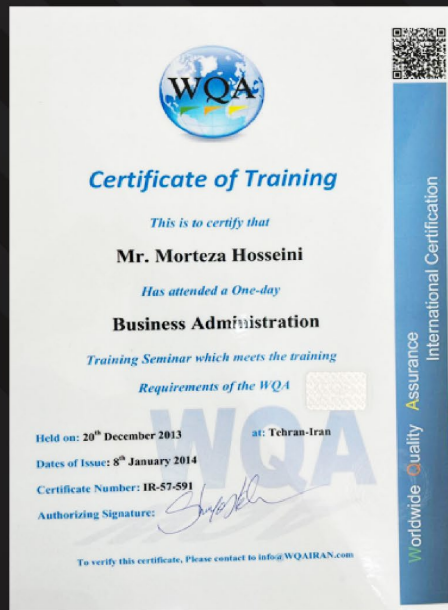 WQA
Certificate of Training
This is to certify that
Mr. Morteza Hosseini
Has attended a One-day
Business Administration
Training Seminar which meets the training
Requirements of the WQA
WQA
Held on: 20th December 2013 at: Tehran-Iran
Dates of Issue: 8th January 2014
Certificate Number: IR-57-591
Authorizing Signature:
To verify this certificate, Please contact to info@WQAIRAN.com
Worldwide Quality Assurance
International Certification